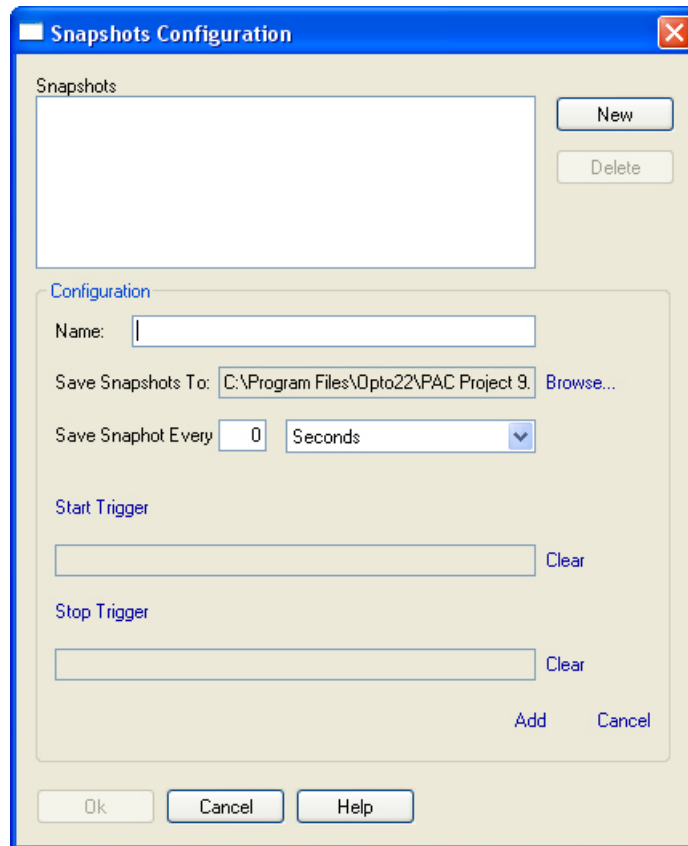 Snapshots Configuration
Snapshots
New
Delete
Configuration
Name:
Save Snapshots To: C:\Program Files\Opto22\PAC Project 9. Browse...
Save Snaphot Every 0 Seconds
Start Trigger
Clear
Stop Trigger
Clear
Add Cancel
Ok Cancel Help